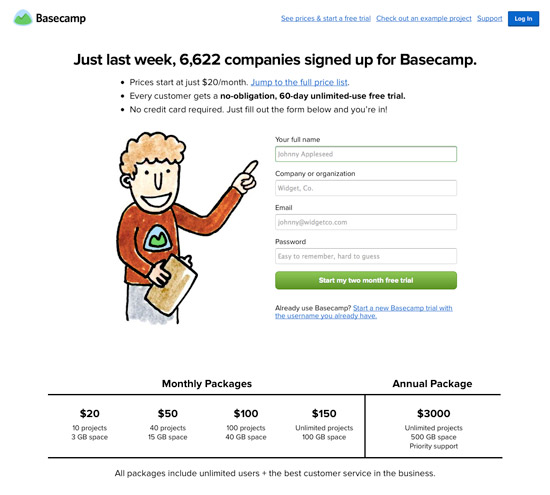 Basecamp
See prices & start a free trial Check out an example project Support Log In
Just last week, 6,622 companies signed up for Basecamp.
• Prices start at just $20/month. Jump to the full price list.
• Every customer gets a no-obligation, 60-day unlimited-use free trial.
• No credit card required. Just fill out the form below and you're in!
Your full name
Johnny Appleseed
Company or organization
Widget, Co.
Email
johnny@widgetco.com
Password
Easy to remember, hard to guess
Start my two month free trial
Already use Basecamp? Start a new Basecamp trial with
the username you already have.
Monthly Packages
$20
10 projects
3 GB space
$50
40 projects
15 GB space
$100
100 projects
40 GB space
$150
Unlimited projects
100 GB space
Annual Package
$3000
Unlimited projects
500 GB space
Priority support
All packages include unlimited users + the best customer service in the business.